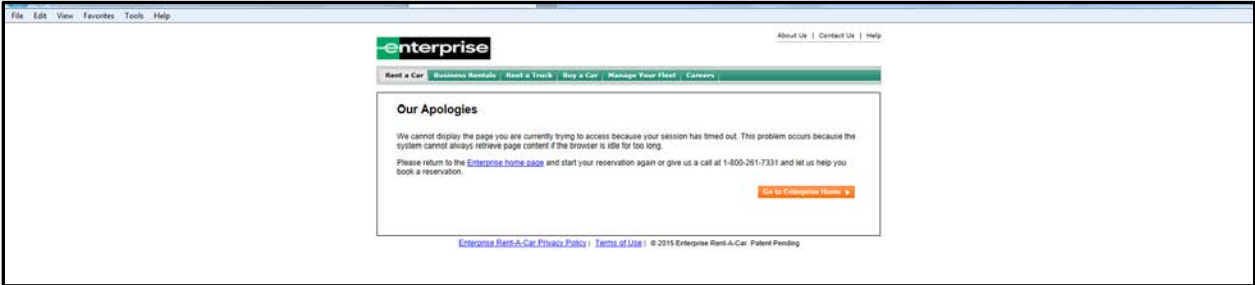 File Edit View Favorites Tools Help
enterprise
About Us | Contact Us | Help
Rent a Car | Business Rentals | Rent a Truck | Buy a Car | Manage Your Fleet | Careers |
Our Apologies
We cannot display the page you are currently trying to access because your session has timed out. This problem occurs because the
system cannot always retrieve page content if the browser is idle for too long.
Please return to the Enterprise home page and start your reservation again or give us a call at 1-800-261-7331 and let us help you
book a reservation.
Go to Enterprise Home
Enterprise Rent-A-Car Privacy Policy | Terms of Use | © 2015 Enterprise Rent-A-Car. Patent Pending